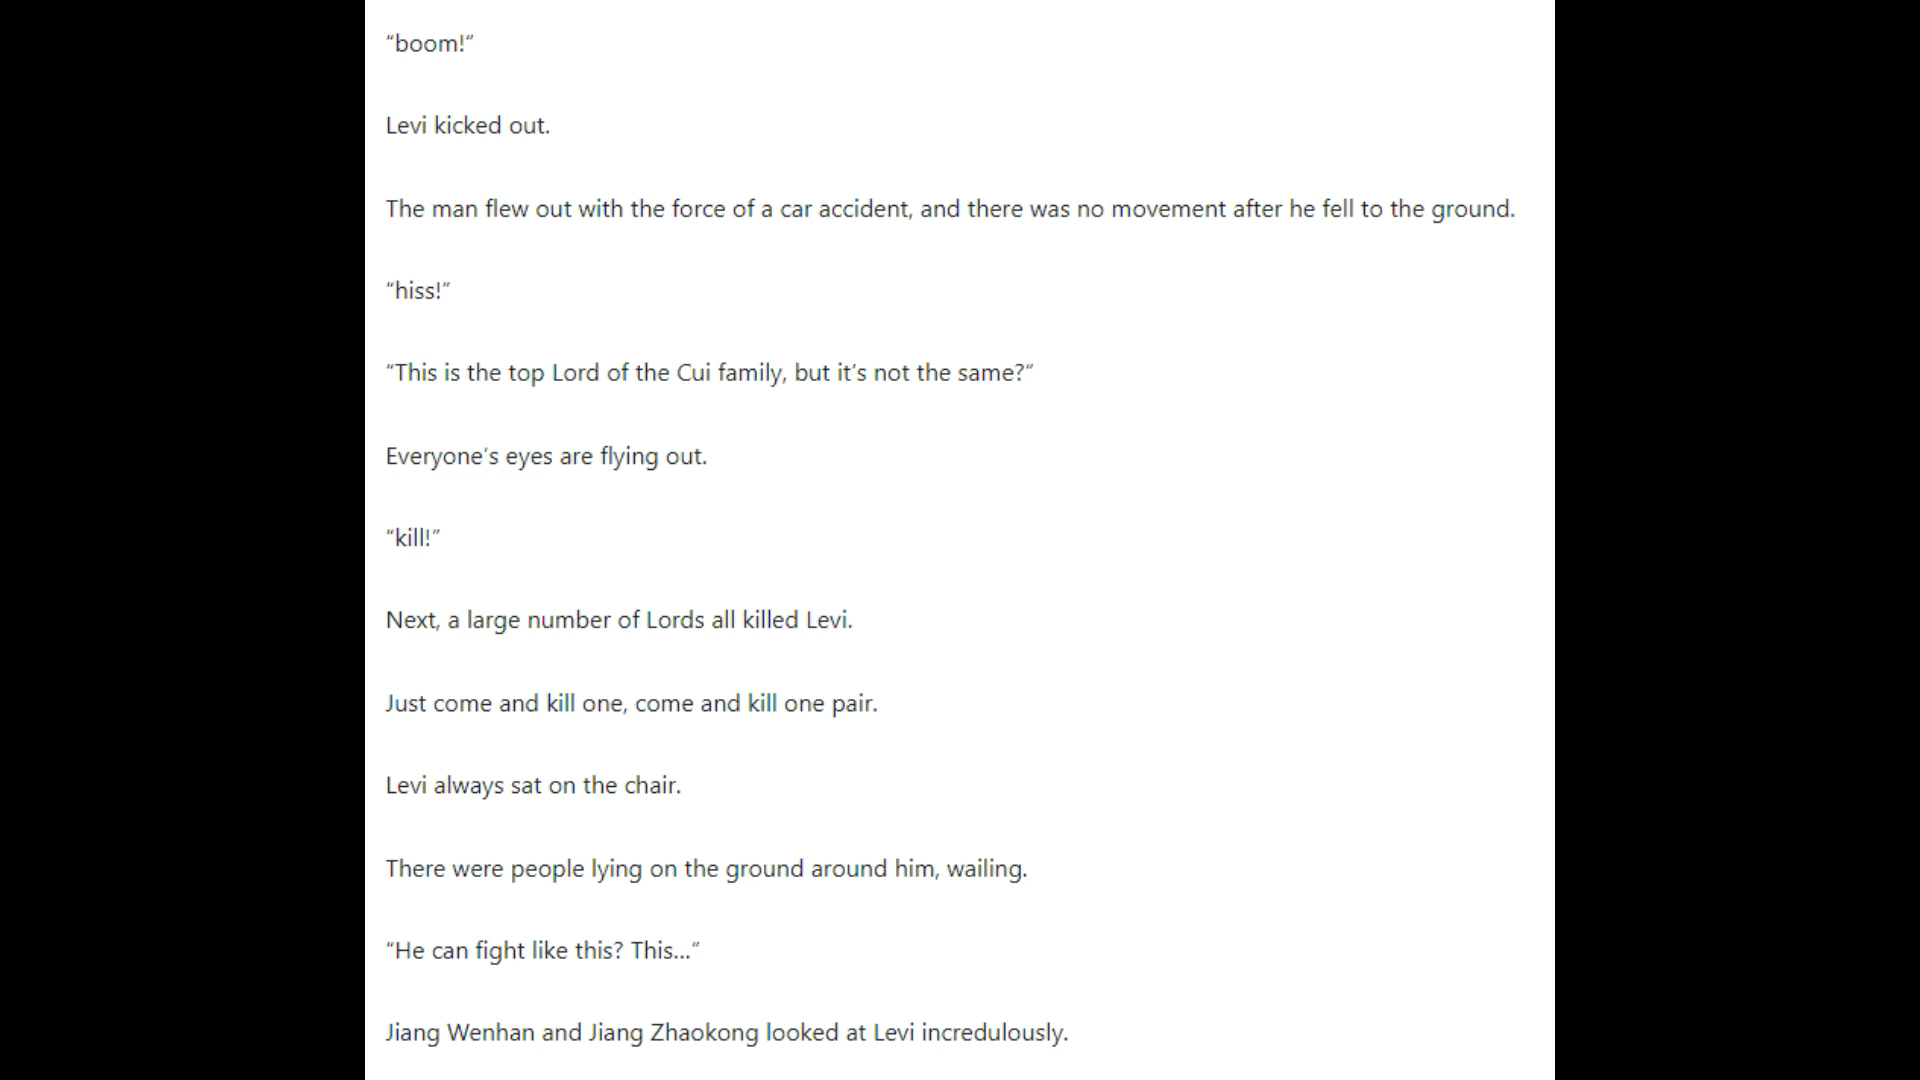 “boom!”
Levi kicked out.
The man flew out with the force of a car accident, and there was no movement after he fell to the ground.
“hiss!”
“This is the top Lord of the Cui family, but it’s not the same?”
Everyone’s eyes are flying out.
“kill!”
Next, a large number of Lords all killed Levi.
Just come and kill one, come and kill one pair.
Levi always sat on the chair.
There were people lying on the ground around him, wailing.
“He can fight like this? This...”
Jiang Wenhan and Jiang Zhaokong looked at Levi incredulously.